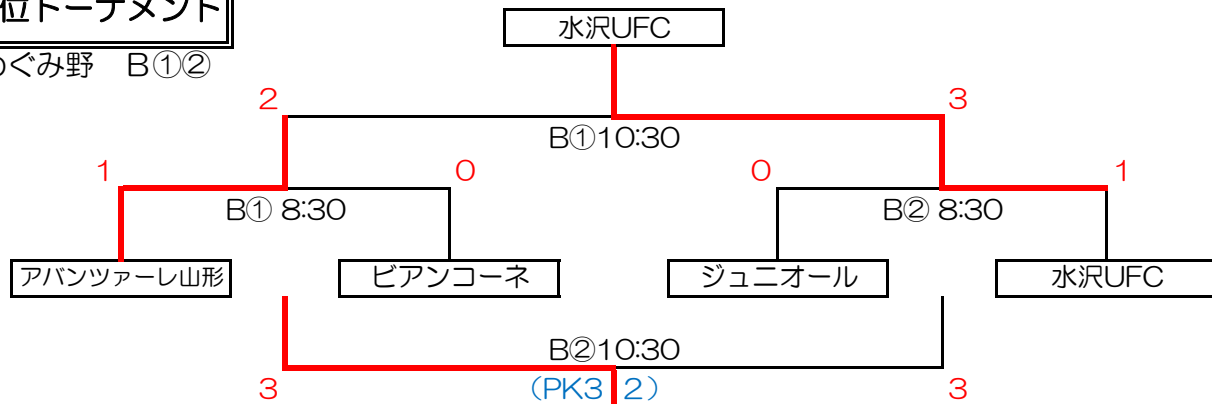 位トーナメント
水沢UFC
ぐみ野 B①②
2
3
B①10:30
1
0
0
1
B① 8:30
B② 8:30
アバンツァーレ山形
ビアンコーネ
ジュニオール
水沢UFC
B②10:30
3
(PK3 2)
3